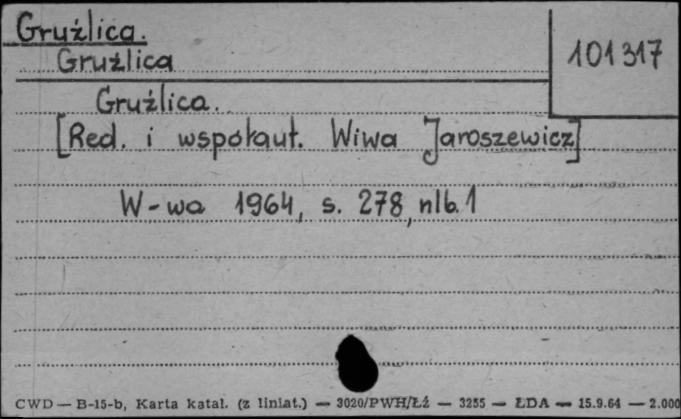 Gruźlica.
101317
Gruźlica
Gruźlica.
[Red. i współaut. Wiwa Jaroszewicz]
W-wa 1964, s. 278, nlb. 1
CWD — B-15-b, Karta katal. (z liniat.) — 3020/PWH/Łż — 3255 — ŁDA — 15.9.64 — 2.000